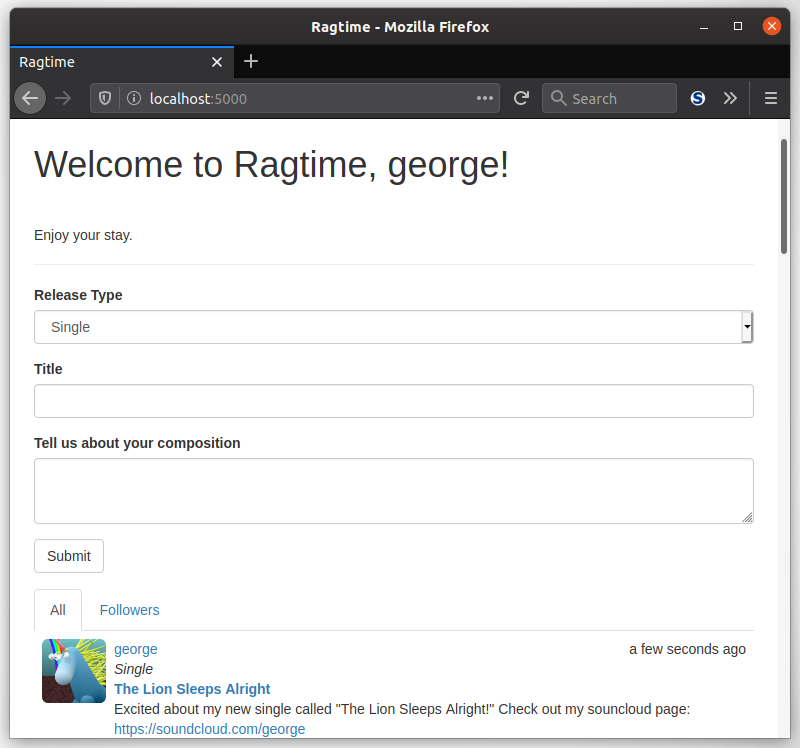 Ragtime - Mozilla Firefox
Ragtime
localhost:5000
Search
Welcome to Ragtime, george!
Enjoy your stay.
Release Type
Single
Title
Tell us about your composition
Submit
All Followers
george a few seconds ago
Single
The Lion Sleeps Alright
Excited about my new single called "The Lion Sleeps Alright!" Check out my souncloud page:
https://soundcloud.com/george